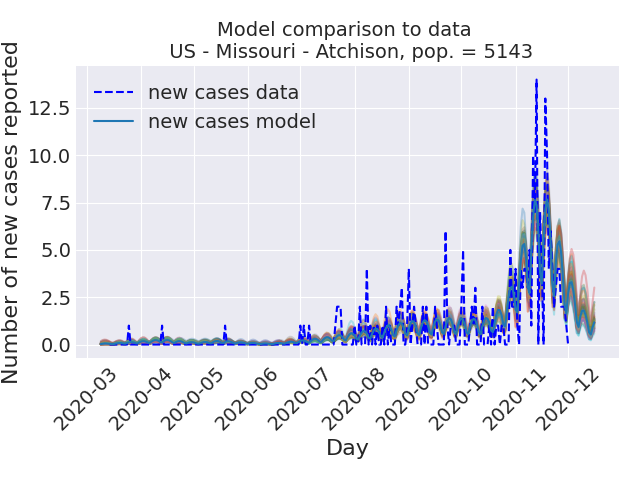 Model comparison to data
US - Missouri - Atchison, pop. = 5143
Number of new cases reported
new cases data
new cases model
12.5
10.0
7.5
5.0
2.5
0.0
2020-03
2020-04
2020-05
2020-06
2020-07
2020-08
2020-09
2020-10
2020-11
2020-12
Day